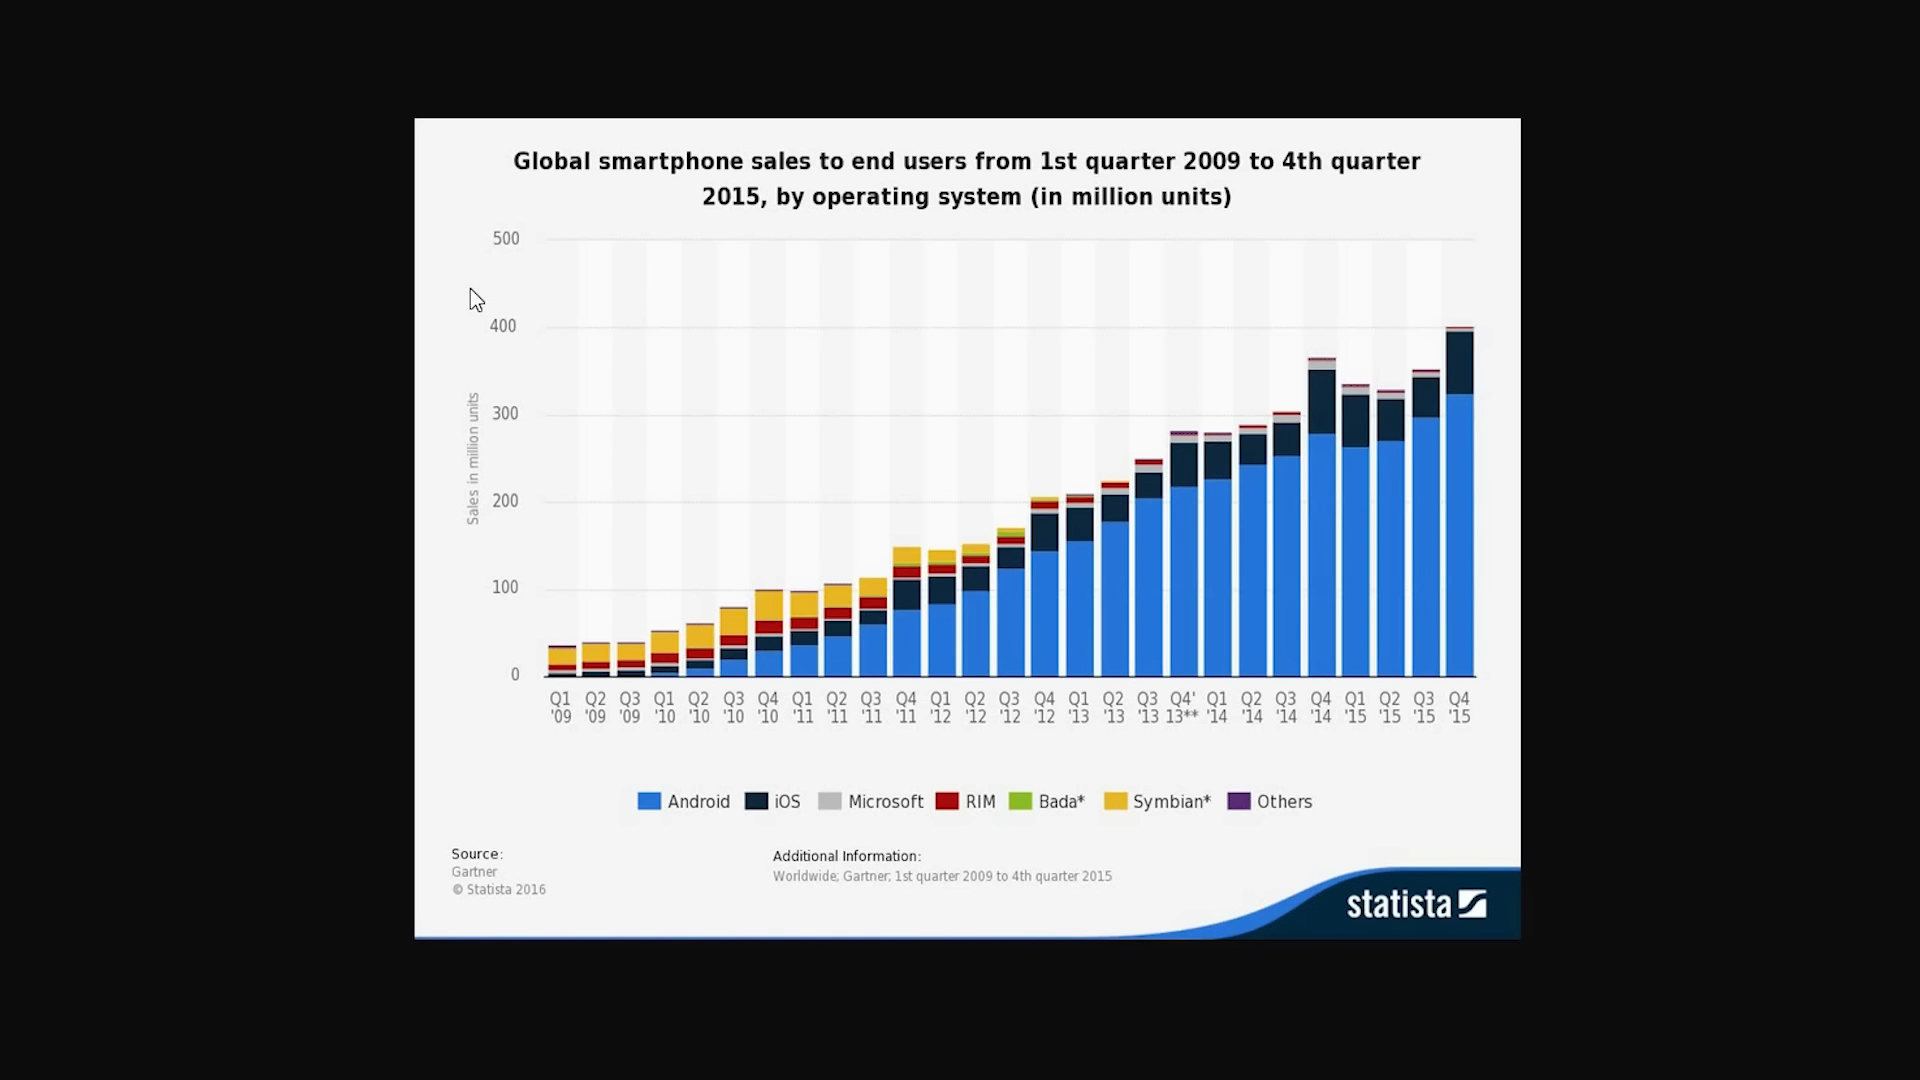 Global smartphone sales to end users from 1st quarter 2009 to 4th quarter
2015, by operating system (in million units)
500
400
300
200
100
0
Sales in million units
Q1 Q2 Q3 Q1 Q2 Q3 Q4 Q1 Q2 Q3 Q4 Q1 Q2 Q3 Q4 Q1 Q2 Q3 Q4' Q1 Q2 Q3 Q4 Q1 Q2 Q3 Q4
'09 '09 '09 '10 '10 '10 '10 '11 '11 '11 '11 '12 '12 '12 '12 '13 '13 '13 13** '14 '14 '14 '14 '15 '15 '15 '15
Android iOS Microsoft RIM Bada* Symbian* Others
Source:
Gartner
© Statista 2016
Additional Information:
Worldwide; Gartner; 1st quarter 2009 to 4th quarter 2015
statista